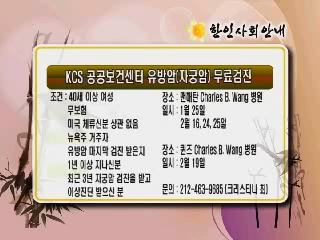 한인사회안내
KCS 공공보건센터 유방암(자궁암) 무료검진
조건 : 40세 이상 여성
무보험
미국 체류신분 상관 없음
뉴욕주 거주자
유방암 마지막 검진 받은지
1년 이상 지나신분
최근 3년 자궁암 검진을 받고
이상진단 받으신 분
장소 : 맨해탄 Charles B. Wang 병원
일시 : 1월 25일
2월 16, 24, 25일
장소 : 퀸즈 Charles B. Wang 병원
일시 : 2월 19일
문의 : 212-463-9685 (크리스티나 최)